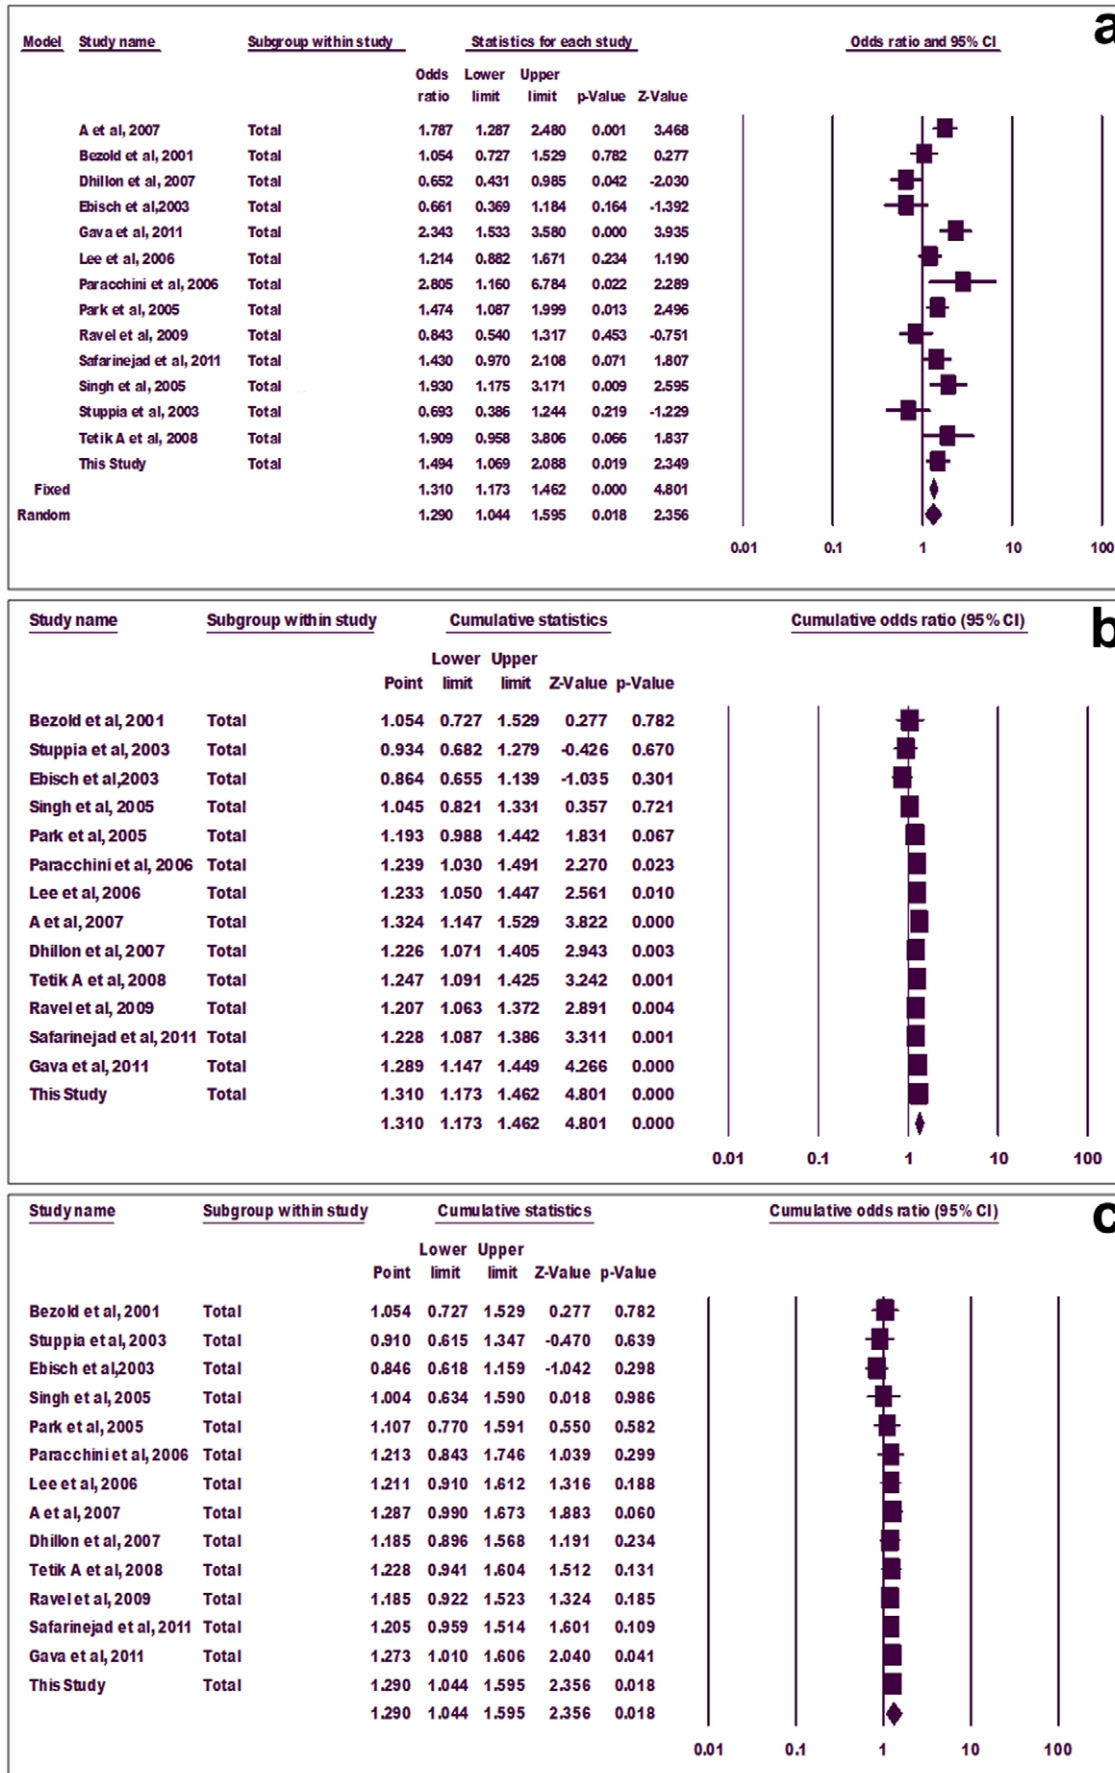 a
Model Study name Subgroup within study Statistics for each study Odds ratio and 95% CI
Odds Lower Upper
ratio limit limit p-Value Z-Value
A et al, 2007 Total 1.787 1.287 2.480 0.001 3.468
Bezold et al, 2001 Total 1.054 0.727 1.529 0.782 0.277
Dhillon et al, 2007 Total 0.652 0.431 0.985 0.042 -2.030
Ebisch et al,2003 Total 0.661 0.369 1.184 0.164 -1.392
Gava et al, 2011 Total 2.343 1.533 3.580 0.000 3.935
Lee et al, 2006 Total 1.214 0.882 1.671 0.234 1.190
Paracchini et al, 2006 Total 2.805 1.160 6.784 0.022 2.289
Park et al, 2005 Total 1.474 1.087 1.999 0.013 2.496
Ravel et al, 2009 Total 0.843 0.540 1.317 0.453 -0.751
Safarinejad et al, 2011 Total 1.430 0.970 2.108 0.071 1.807
Singh et al, 2005 Total 1.930 1.175 3.171 0.009 2.595
Stuppia et al, 2003 Total 0.693 0.386 1.244 0.219 -1.229
Tetik A et al, 2008 Total 1.909 0.958 3.806 0.066 1.837
This Study Total 1.494 1.069 2.088 0.019 2.349
Fixed 1.310 1.173 1.462 0.000 4.801
Random 1.290 1.044 1.595 0.018 2.356
0.01 0.1 1 10 100
b
Study name Subgroup within study Cumulative statistics Cumulative odds ratio (95% CI)
Lower Upper
Point limit limit Z-Value p-Value
Bezold et al, 2001 Total 1.054 0.727 1.529 0.277 0.782
Stuppia et al, 2003 Total 0.934 0.682 1.279 -0.426 0.670
Ebisch et al,2003 Total 0.864 0.655 1.139 -1.035 0.301
Singh et al, 2005 Total 1.045 0.821 1.331 0.357 0.721
Park et al, 2005 Total 1.193 0.988 1.442 1.831 0.067
Paracchini et al, 2006 Total 1.239 1.030 1.491 2.270 0.023
Lee et al, 2006 Total 1.233 1.050 1.447 2.561 0.010
A et al, 2007 Total 1.324 1.147 1.529 3.822 0.000
Dhillon et al, 2007 Total 1.226 1.071 1.405 2.943 0.003
Tetik A et al, 2008 Total 1.247 1.091 1.425 3.242 0.001
Ravel et al, 2009 Total 1.207 1.063 1.372 2.891 0.004
Safarinejad et al, 2011 Total 1.228 1.087 1.386 3.311 0.001
Gava et al, 2011 Total 1.289 1.147 1.449 4.266 0.000
This Study Total 1.310 1.173 1.462 4.801 0.000
1.310 1.173 1.462 4.801 0.000
0.01 0.1 1 10 100
c
Study name Subgroup within study Cumulative statistics Cumulative odds ratio (95% CI)
Lower Upper
Point limit limit Z-Value p-Value
Bezold et al, 2001 Total 1.054 0.727 1.529 0.277 0.782
Stuppia et al, 2003 Total 0.910 0.615 1.347 -0.470 0.639
Ebisch et al,2003 Total 0.846 0.618 1.159 -1.042 0.298
Singh et al, 2005 Total 1.004 0.634 1.590 0.018 0.986
Park et al, 2005 Total 1.107 0.770 1.591 0.550 0.582
Paracchini et al, 2006 Total 1.213 0.843 1.746 1.039 0.299
Lee et al, 2006 Total 1.211 0.910 1.612 1.316 0.188
A et al, 2007 Total 1.287 0.990 1.673 1.883 0.060
Dhillon et al, 2007 Total 1.185 0.896 1.568 1.191 0.234
Tetik A et al, 2008 Total 1.228 0.941 1.604 1.512 0.131
Ravel et al, 2009 Total 1.185 0.922 1.523 1.324 0.185
Safarinejad et al, 2011 Total 1.205 0.959 1.514 1.601 0.109
Gava et al, 2011 Total 1.273 1.010 1.606 2.040 0.041
This Study Total 1.290 1.044 1.595 2.356 0.018
1.290 1.044 1.595 2.356 0.018
0.01 0.1 1 10 100